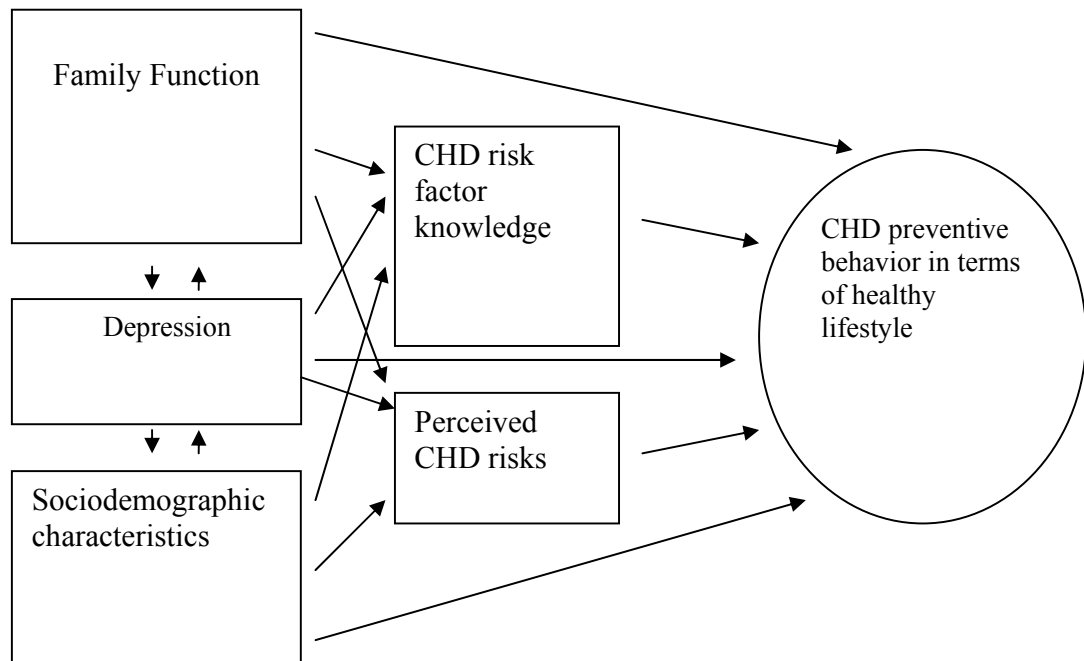 Family Function
CHD risk
factor
knowledge
CHD preventive
behavior in terms
of healthy
lifestyle
Depression
Perceived
CHD risks
Sociodemographic
characteristics